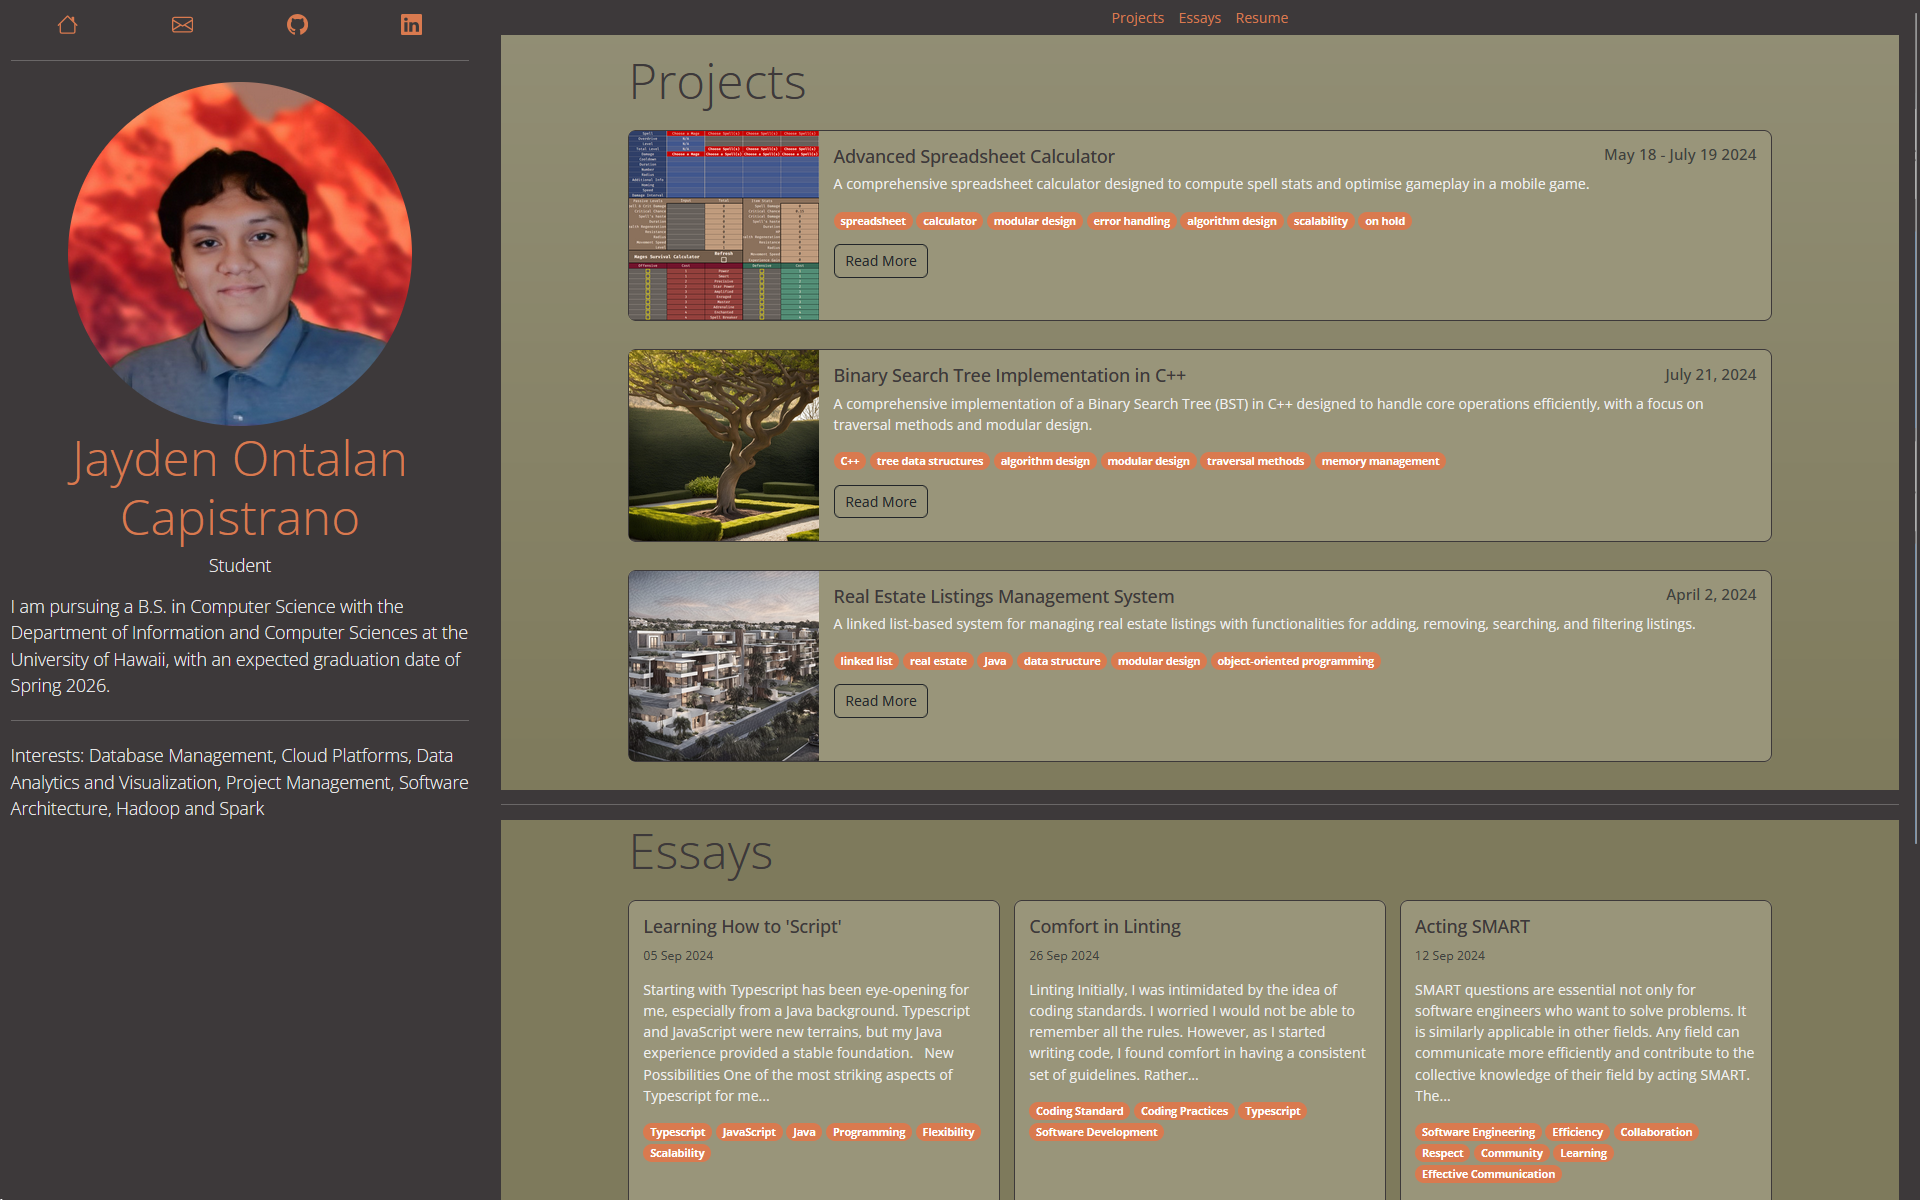 Projects Essays Resume
Jayden Ontalan
Capistrano
Student
I am pursuing a B.S. in Computer Science with the
Department of Information and Computer Sciences at the
University of Hawaii, with an expected graduation date of
Spring 2026.
Interests: Database Management, Cloud Platforms, Data
Analytics and Visualization, Project Management, Software
Architecture, Hadoop and Spark
Projects
Advanced Spreadsheet Calculator
May 18 - July 19 2024
A comprehensive spreadsheet calculator designed to compute spell stats and optimise gameplay in a mobile game.
spreadsheet calculator modular design error handling algorithm design scalability on hold
Read More
Binary Search Tree Implementation in C++
July 21, 2024
A comprehensive implementation of a Binary Search Tree (BST) in C++ designed to handle core operations efficiently, with a focus on
traversal methods and modular design.
C++ tree data structures algorithm design modular design traversal methods memory management
Read More
Real Estate Listings Management System
April 2, 2024
A linked list-based system for managing real estate listings with functionalities for adding, removing, searching, and filtering listings.
linked list real estate Java data structure modular design object-oriented programming
Read More
Essays
Learning How to 'Script'
05 Sep 2024
Starting with Typescript has been eye-opening for
me, especially from a Java background. Typescript
and JavaScript were new terrains, but my Java
experience provided a stable foundation. New
Possibilities One of the most striking aspects of
Typescript for me...
Typescript JavaScript Java Programming Flexibility
Scalability
Comfort in Linting
26 Sep 2024
Linting Initially, I was intimidated by the idea of
coding standards. I worried I would not be able to
remember all the rules. However, as I started
writing code, I found comfort in having a consistent
set of guidelines. Rather...
Coding Standard Coding Practices Typescript
Software Development
Acting SMART
12 Sep 2024
SMART questions are essential not only for
software engineers who want to solve problems. It
is similarly applicable in other fields. Any field can
communicate more efficiently and contribute to the
collective knowledge of their field by acting SMART.
The...
Software Engineering Efficiency Collaboration
Respect Community Learning
Effective Communication